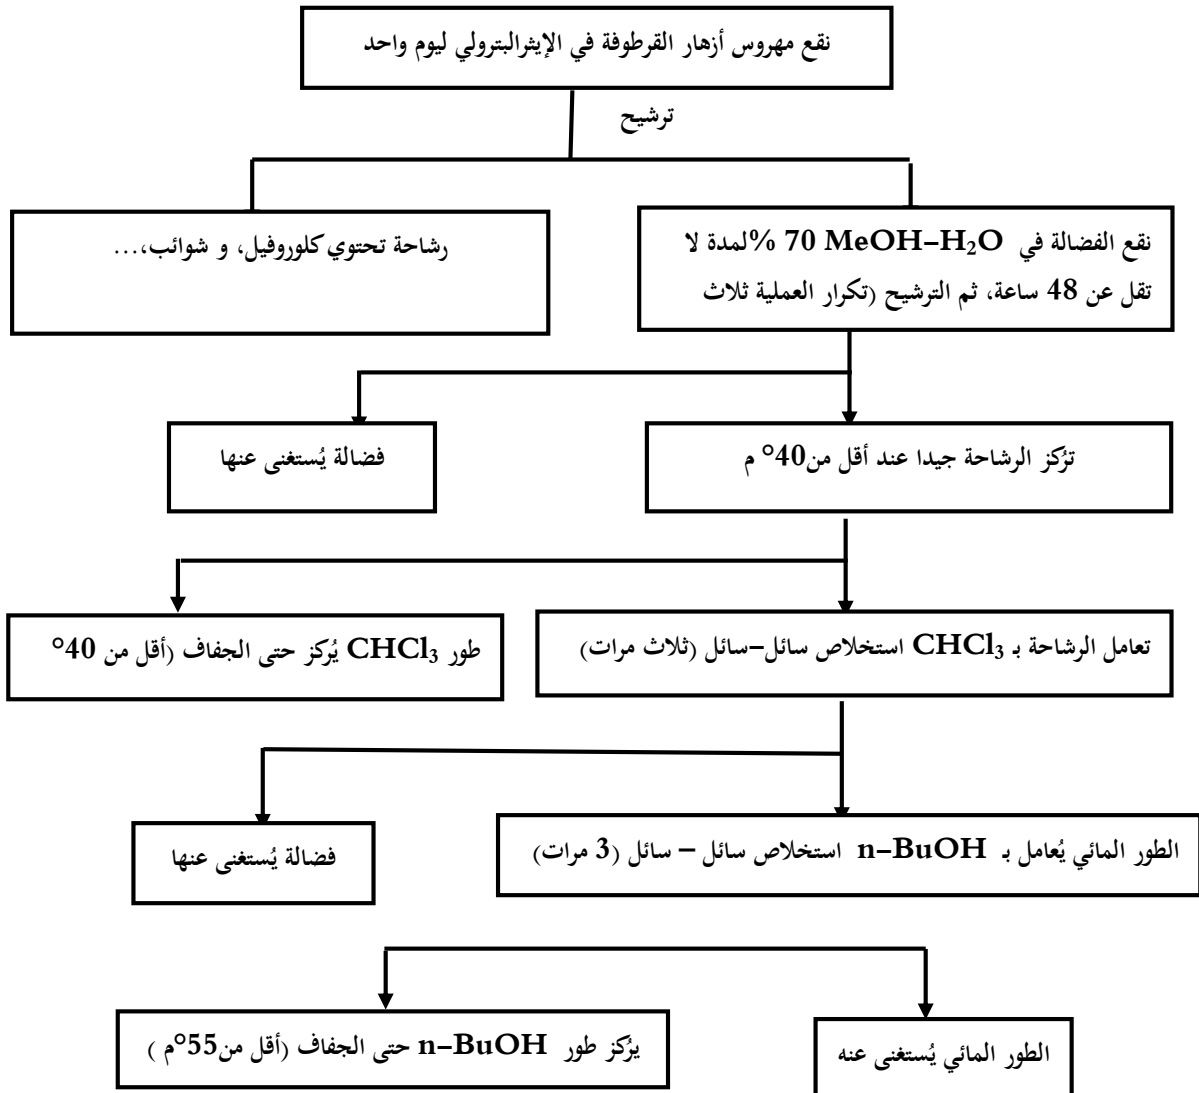 نقع مهروس أزهار القرطوفة في الإيثرالبترولي ليوم واحد
ترشيح
نقع الفضالة في MeOH–H₂O 70 %لمدة لا
تقل عن 48 ساعة، ثم الترشيح (تكرار العملية ثلاث
رشاحة تحتوي كلوروفيل، و شوائب،...
تُركز الرشاحة جيدا عند أقل من40° م
فضالة يُستغنى عنها
تعامل الرشاحة بـ CHCl₃ استخلاص سائل–سائل (ثلاث مرات)
طور CHCl₃ يُركز حتى الجفاف (أقل من 40°
الطور المائي يُعامل بـ n–BuOH استخلاص سائل – سائل (3 مرات)
فضالة يُستغنى عنها
الطور المائي يُستغنى عنه
يرُكز طور n–BuOH حتى الجفاف (أقل من55°م )